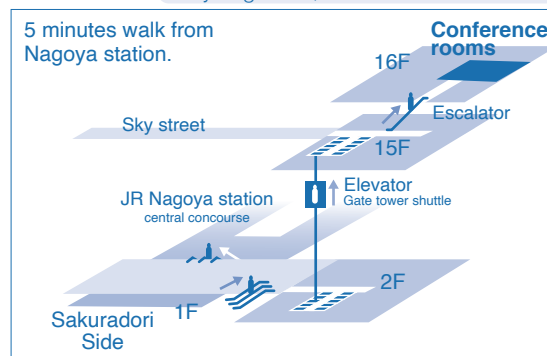 5 minutes walk from
Nagoya station.
Conference
rooms
16F
Escalator
Sky street
15F
JR Nagoya station
central concourse
Elevator
Gate tower shuttle
2F
1F
Sakuradori
Side